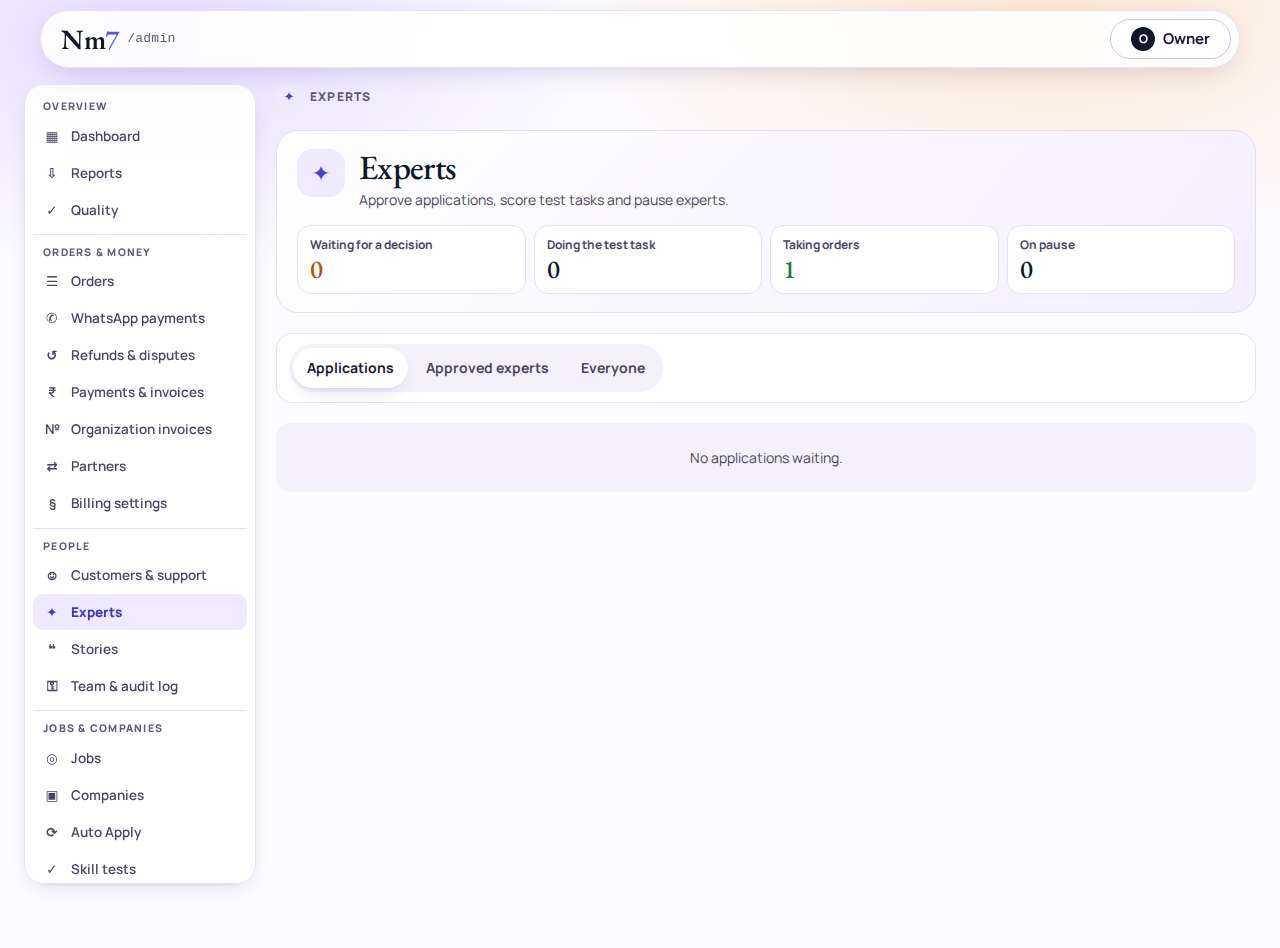 Nm7 /admin
O Owner
OVERVIEW
Dashboard
Reports
Quality
ORDERS & MONEY
Orders
WhatsApp payments
Refunds & disputes
₹ Payments & invoices
Nº Organization invoices
Partners
§ Billing settings
PEOPLE
Customers & support
Experts
Stories
Team & audit log
JOBS & COMPANIES
Jobs
Companies
Auto Apply
Skill tests
EXPERTS
Experts
Approve applications, score test tasks and pause experts.
Waiting for a decision
0
Doing the test task
0
Taking orders
1
On pause
0
Applications Approved experts Everyone
No applications waiting.